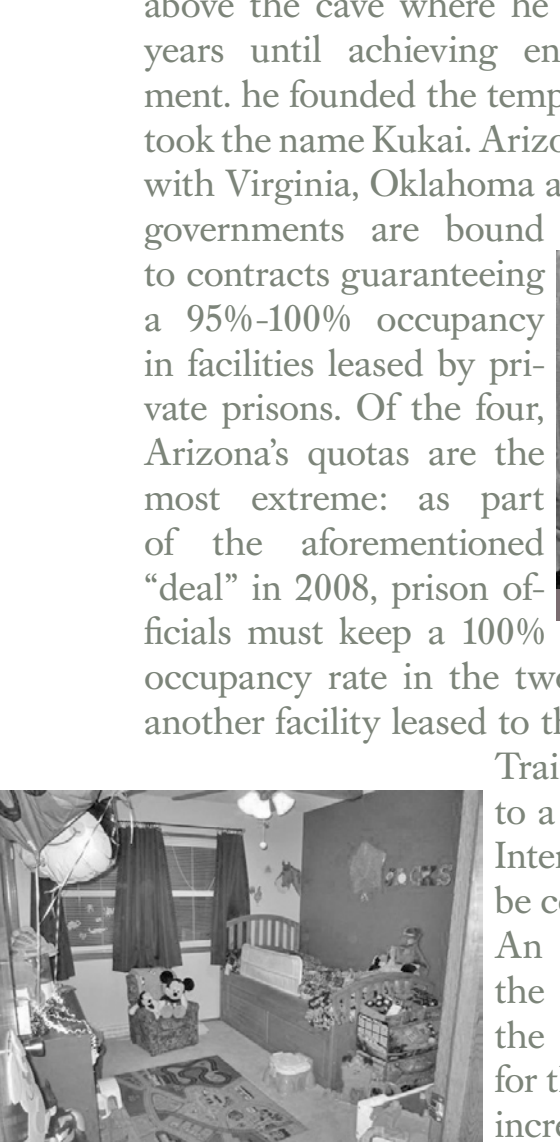 above the cave where he
years until achieving en
ment. he founded the temp
took the name Kukai. Arizo
with Virginia, Oklahoma a
governments are bound
to contracts guaranteeing
a 95%-100% occupancy
in facilities leased by pri-
vate prisons. Of the four,
Arizona’s quotas are the
most extreme: as part
of the aforementioned
“deal” in 2008, prison of-
ficials must keep a 100%
occupancy rate in the tw
another facility leased to th
Trai
to a
Inter
be co
An
the
the
for th
incr